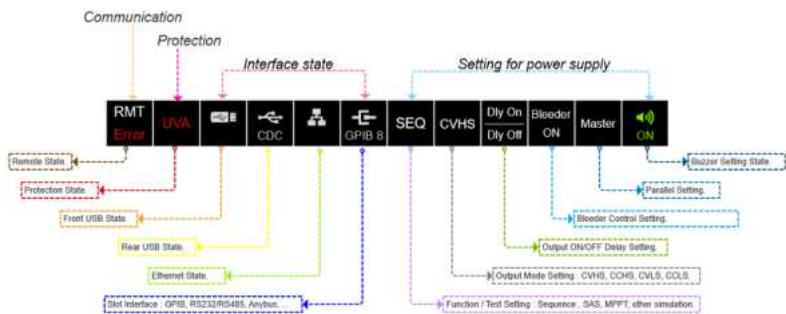 Communication
Protection
Interface state
Setting for power supply
RMT
Error
UVA
CDC
GPIB 8
SEQ
CVHS
Dly On
Dly Off
Bleeder
ON
Master
ON
Remote State.
Buzzer Setting State.
Protection State.
Parallel Setting.
Front USB State.
Bleeder Control Setting.
Rear USB State.
Output ON/OFF Delay Setting.
Ethernet State.
Output Mode Setting : CVHS, CCHS, CVLS, CCLS.
Slot Interface : GPIB, RS232/RS485, Anybus, ...
Function / Test Setting : Sequence , SAS, MPPT, other simulation.